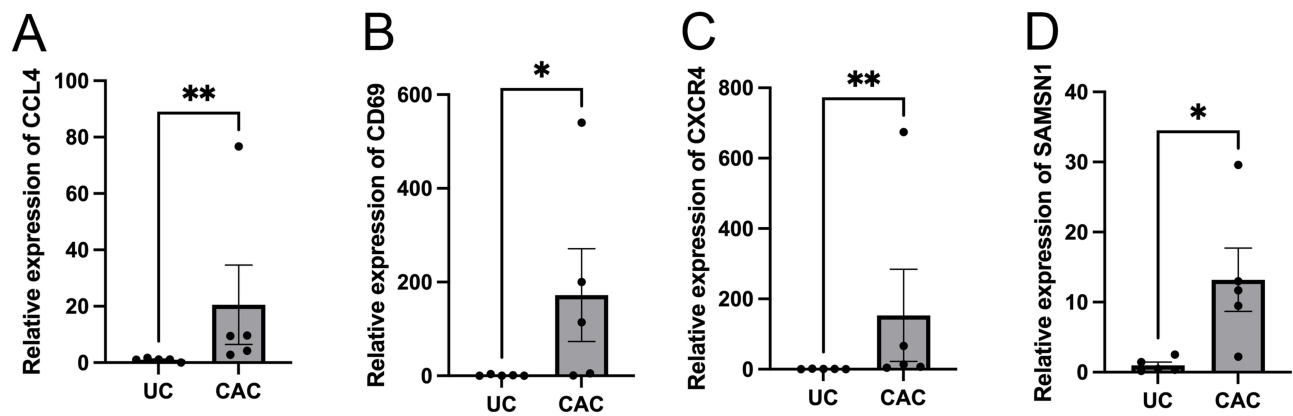 A
Relative expression of CCL4
100
80
60
40
20
0
**
UC
CAC
B
Relative expression of CD69
600
400
200
0
*
UC
CAC
C
Relative expression of CXCR4
800
600
400
200
0
**
UC
CAC
D
Relative expression of SAMSN1
40
30
20
10
0
*
UC
CAC